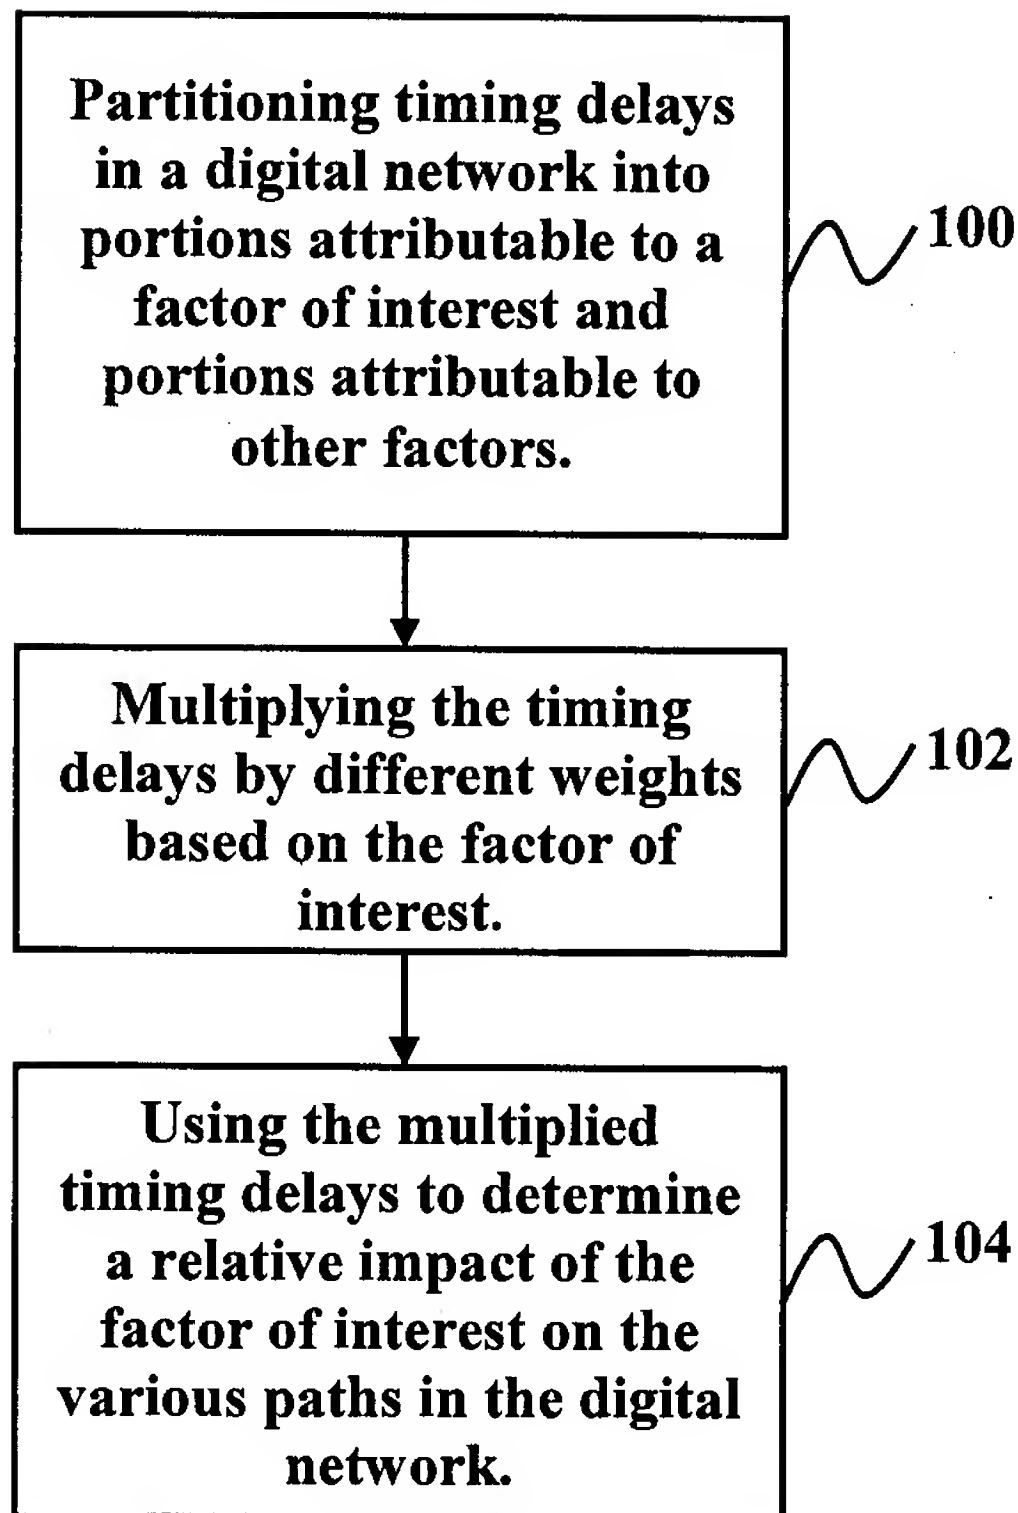 Partitioning timing delays
in a digital network into
portions attributable to a
factor of interest and
portions attributable to
other factors.
100
Multiplying the timing
delays by different weights
based on the factor of
interest.
102
Using the multiplied
timing delays to determine
a relative impact of the
factor of interest on the
various paths in the digital
network.
104